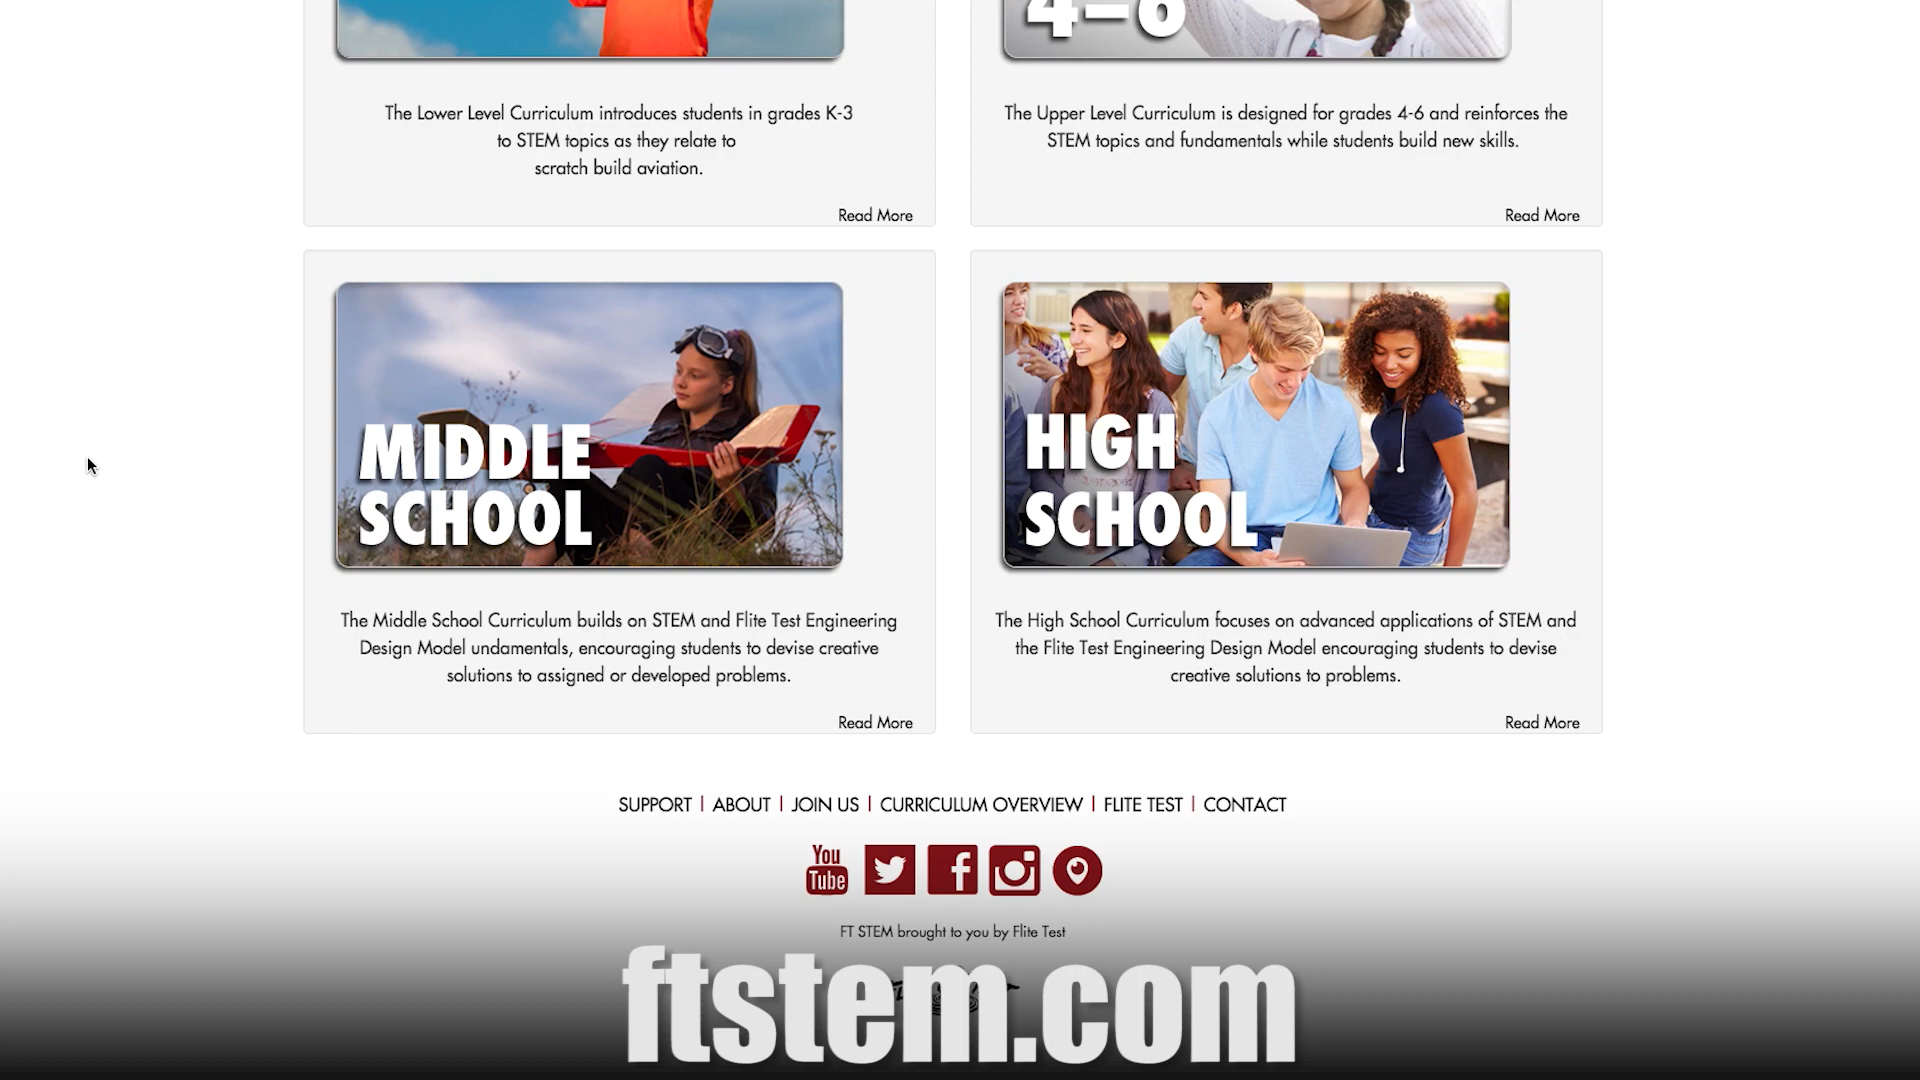 4–6
The Lower Level Curriculum introduces students in grades K-3
to STEM topics as they relate to
scratch build aviation.
Read More
The Upper Level Curriculum is designed for grades 4-6 and reinforces the
STEM topics and fundamentals while students build new skills.
Read More
MIDDLE
SCHOOL
The Middle School Curriculum builds on STEM and Flite Test Engineering
Design Model undamentals, encouraging students to devise creative
solutions to assigned or developed problems.
Read More
HIGH
SCHOOL
The High School Curriculum focuses on advanced applications of STEM and
the Flite Test Engineering Design Model encouraging students to devise
creative solutions to problems.
Read More
SUPPORT | ABOUT | JOIN US | CURRICULUM OVERVIEW | FLITE TEST | CONTACT
You
Tube
FT STEM brought to you by Flite Test
ftstem.com